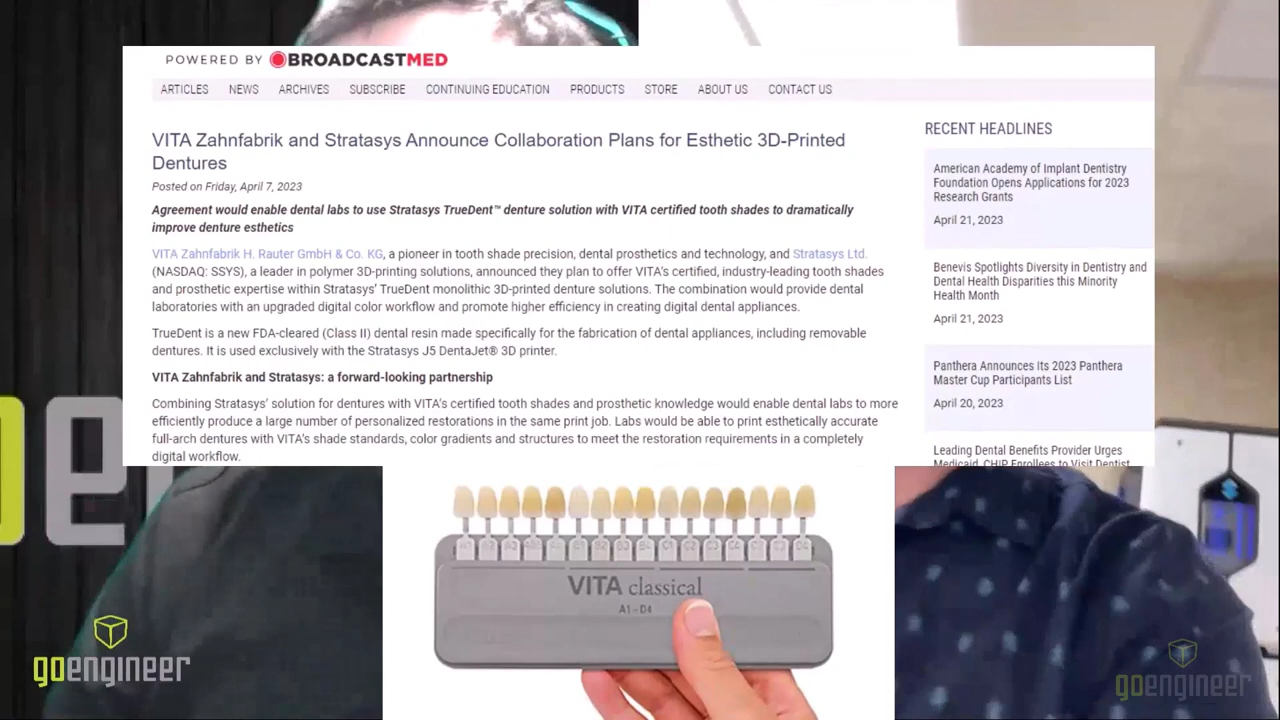 POWERED BY BROADCASTMED
ARTICLES NEWS ARCHIVES SUBSCRIBE CONTINUING EDUCATION PRODUCTS STORE ABOUT US CONTACT US
VITA Zahnfabrik and Stratasys Announce Collaboration Plans for Esthetic 3D-Printed
Dentures
Posted on Friday, April 7, 2023
Agreement would enable dental labs to use Stratasys TrueDent™ denture solution with VITA certified tooth shades to dramatically
improve denture esthetics
VITA Zahnfabrik H. Rauter GmbH & Co. KG, a pioneer in tooth shade precision, dental prosthetics and technology, and Stratasys Ltd.
(NASDAQ: SSYS), a leader in polymer 3D-printing solutions, announced they plan to offer VITA's certified, industry-leading tooth shades
and prosthetic expertise within Stratasys' TrueDent monolithic 3D-printed denture solutions. The combination would provide dental
laboratories with an upgraded digital color workflow and promote higher efficiency in creating digital dental appliances.
TrueDent is a new FDA-cleared (Class II) dental resin made specifically for the fabrication of dental appliances, including removable
dentures. It is used exclusively with the Stratasys J5 DentaJet® 3D printer.
VITA Zahnfabrik and Stratasys: a forward-looking partnership
Combining Stratasys' solution for dentures with VITA's certified tooth shades and prosthetic knowledge would enable dental labs to more
efficiently produce a large number of personalized restorations in the same print job. Labs would be able to print esthetically accurate
full-arch dentures with VITA's shade standards, color gradients and structures to meet the restoration requirements in a completely
digital workflow.
RECENT HEADLINES
American Academy of Implant Dentistry
Foundation Opens Applications for 2023
Research Grants
April 21, 2023
Benevis Spotlights Diversity in Dentistry and
Dental Health Disparities this Minority
Health Month
April 21, 2023
Panthera Announces Its 2023 Panthera
Master Cup Participants List
April 20, 2023
Leading Dental Benefits Provider Urges
Medicaid, CHIP Enrollees to Visit Dentist
VITA classical
A1-D4
goengineer
goengineer